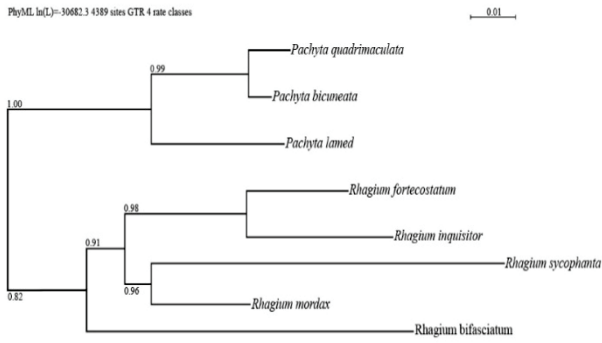 PhyML ln(L)=-30682.3 4389 sites GTR 4 rate classes
0.01
Pachyta quadrimaculata
0.99
Pachyta bicuneata
1.00
Pachyta lamed
Rhagium fortecostatum
0.98
Rhagium inquisitor
0.91
Rhagium sycophanta
0.96
0.82
Rhagium mordax
Rhagium bifasciatum